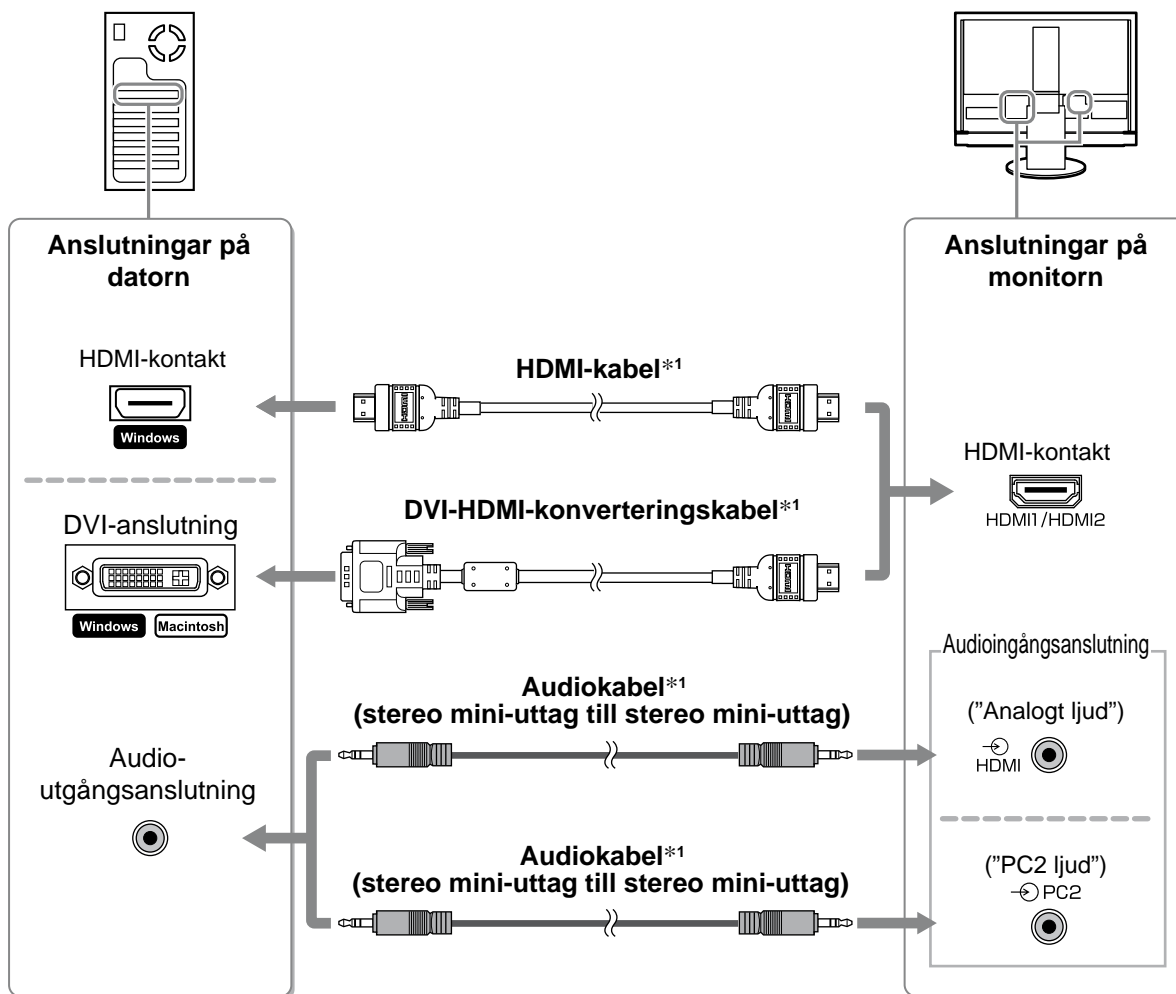 Anslutningar på
datorn
HDMI-kontakt
Windows
DVI-anslutning
Windows Macintosh
Audio-
utgångsanslutning
HDMI-kabel*1
DVI-HDMI-konverteringskabel*1
Audiokabel*1
(stereo mini-uttag till stereo mini-uttag)
Audiokabel*1
(stereo mini-uttag till stereo mini-uttag)
Anslutningar på
monitorn
HDMI-kontakt
HDMI1/HDMI2
Audioingångsanslutning
(”Analogt ljud”)
HDMI
(”PC2 ljud”)
PC2